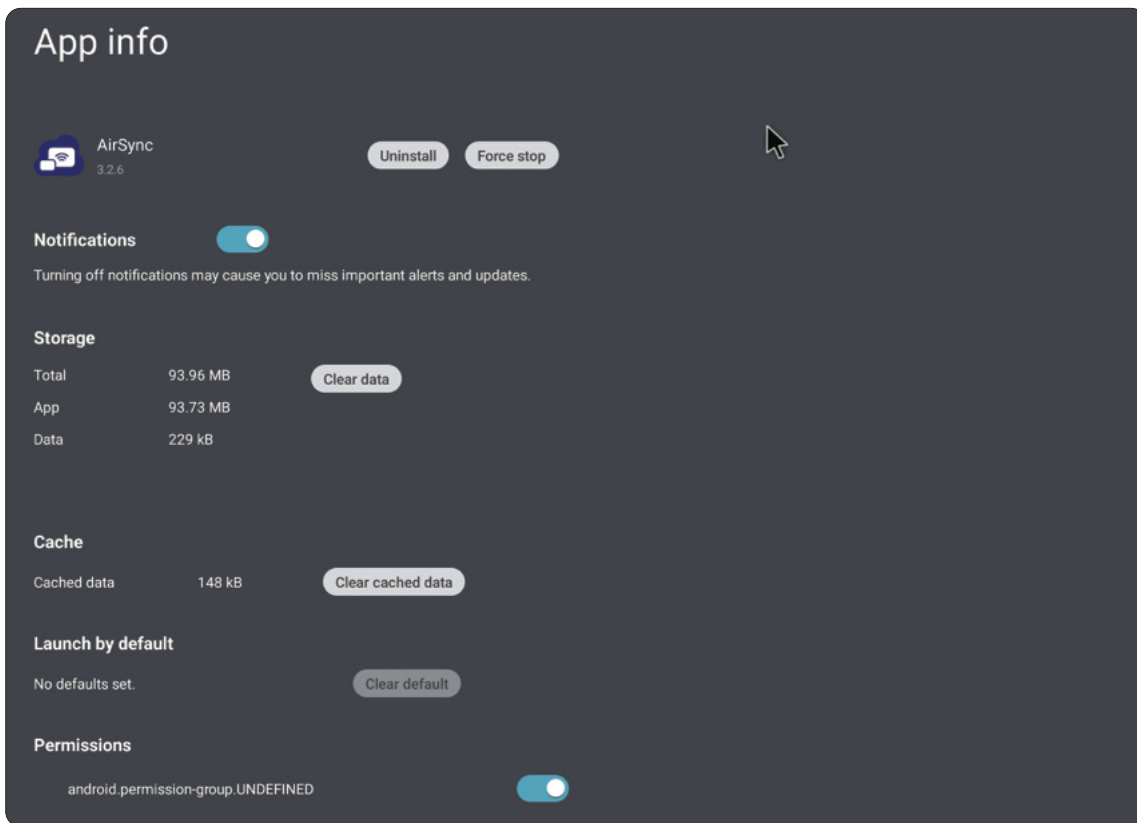 App info
AirSync
3.2.6
Uninstall
Force stop
Notifications
Turning off notifications may cause you to miss important alerts and updates.
Storage
Total 93.96 MB Clear data
App 93.73 MB
Data 229 kB
Cache
Cached data 148 kB Clear cached data
Launch by default
No defaults set. Clear default
Permissions
android.permission-group.UNDEFINED